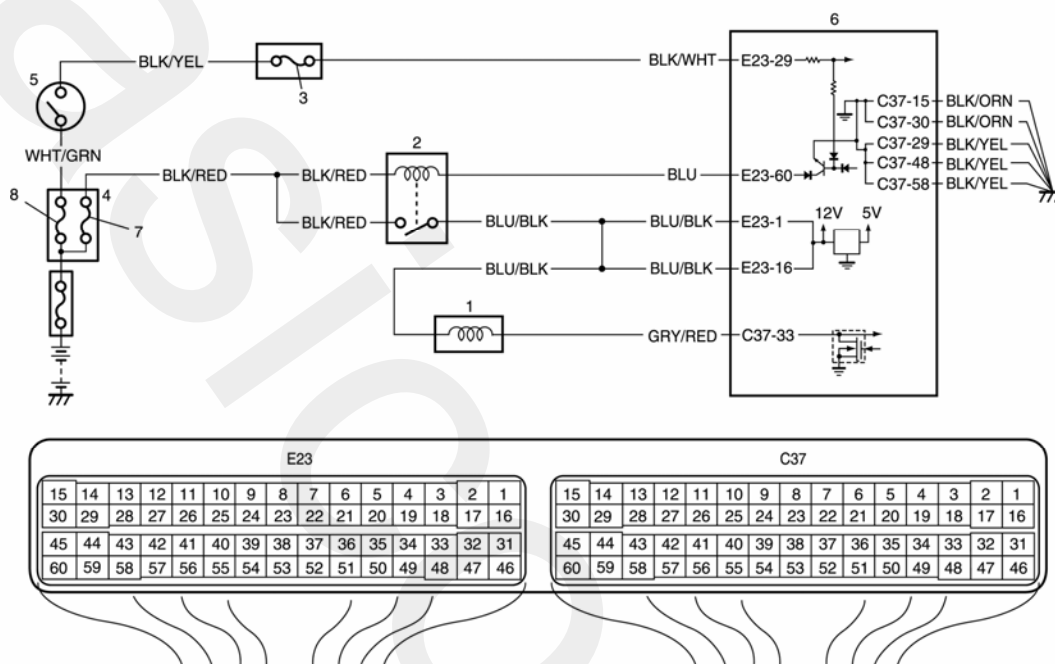 6
BLK/YEL
BLK/WHT
E23-29
5
3
C37-15
BLK/ORN
C37-30
BLK/ORN
2
C37-29
BLK/YEL
WHT/GRN
C37-48
BLK/YEL
BLK/RED
BLK/RED
BLU
E23-60
C37-58
BLK/YEL
8
4
7
BLK/RED
BLU/BLK
BLU/BLK
E23-1
12V
5V
BLU/BLK
BLU/BLK
E23-16
1
GRY/RED
C37-33
E23
C37
15 14 13 12 11 10 9 8 7 6 5 4 3 2 1
30 29 28 27 26 25 24 23 22 21 20 19 18 17 16
45 44 43 42 41 40 39 38 37 36 35 34 33 32 31
60 59 58 57 56 55 54 53 52 51 50 49 48 47 46
15 14 13 12 11 10 9 8 7 6 5 4 3 2 1
30 29 28 27 26 25 24 23 22 21 20 19 18 17 16
45 44 43 42 41 40 39 38 37 36 35 34 33 32 31
60 59 58 57 56 55 54 53 52 51 50 49 48 47 46